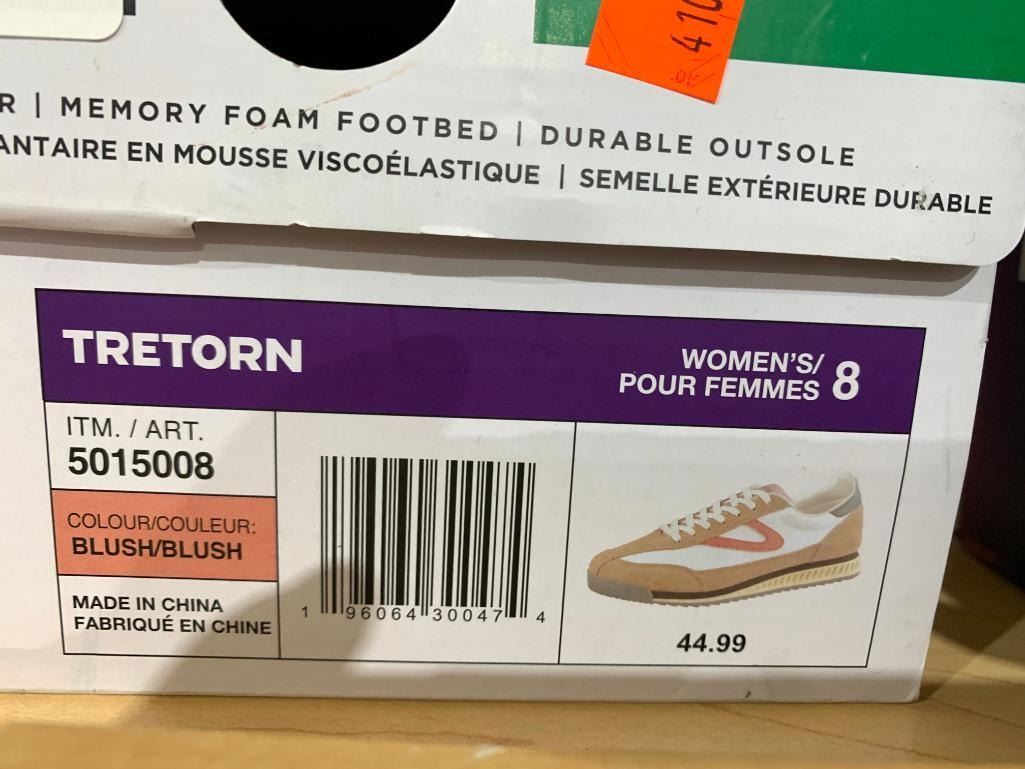 410
R | MEMORY FOAM FOOTBED | DURABLE OUTSOLE
ANTAIRE EN MOUSSE VISCOÉLASTIQUE | SEMELLE EXTÉRIEURE DURABLE
TRETORN
WOMEN'S/
POUR FEMMES 8
ITM. / ART.
5015008
COLOUR/COULEUR:
BLUSH/BLUSH
MADE IN CHINA
FABRIQUÉ EN CHINE
1 96064 30047 4
44.99